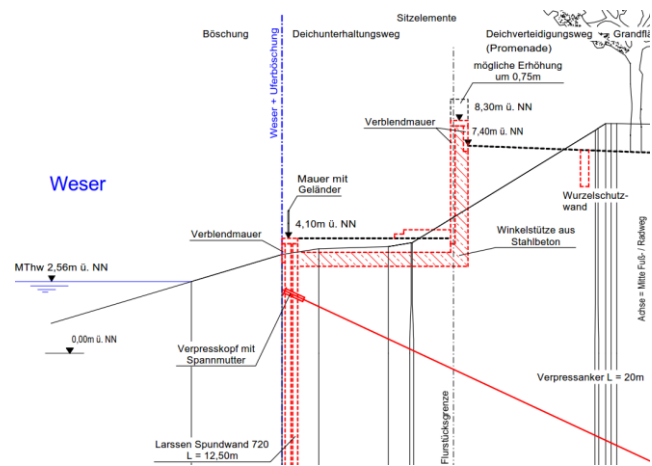 Sitzelemente
Böschung
Deichunterhaltungsweg
Deichverteidigungsweg
(Promenade)
Grandfl
mögliche Erhöhung
um 0,75m
8,30m ü. NN
Verblendmauer
7,40m ü. NN
Weser + Uferböschung
Weser
Mauer mit
Geländer
4,10m ü. NN
Verblendmauer
Wurzelschutz-
wand
Winkelstütze aus
Stahlbeton
MThw 2,56m ü. NN
0,00m ü. NN
Verpresskopf mit
Spannmutter
Verpressanker L = 20m
Achse = Mitte Fuß- / Radweg
Flurstücksgrenze
Larssen Spundwand 720
L = 12,50m